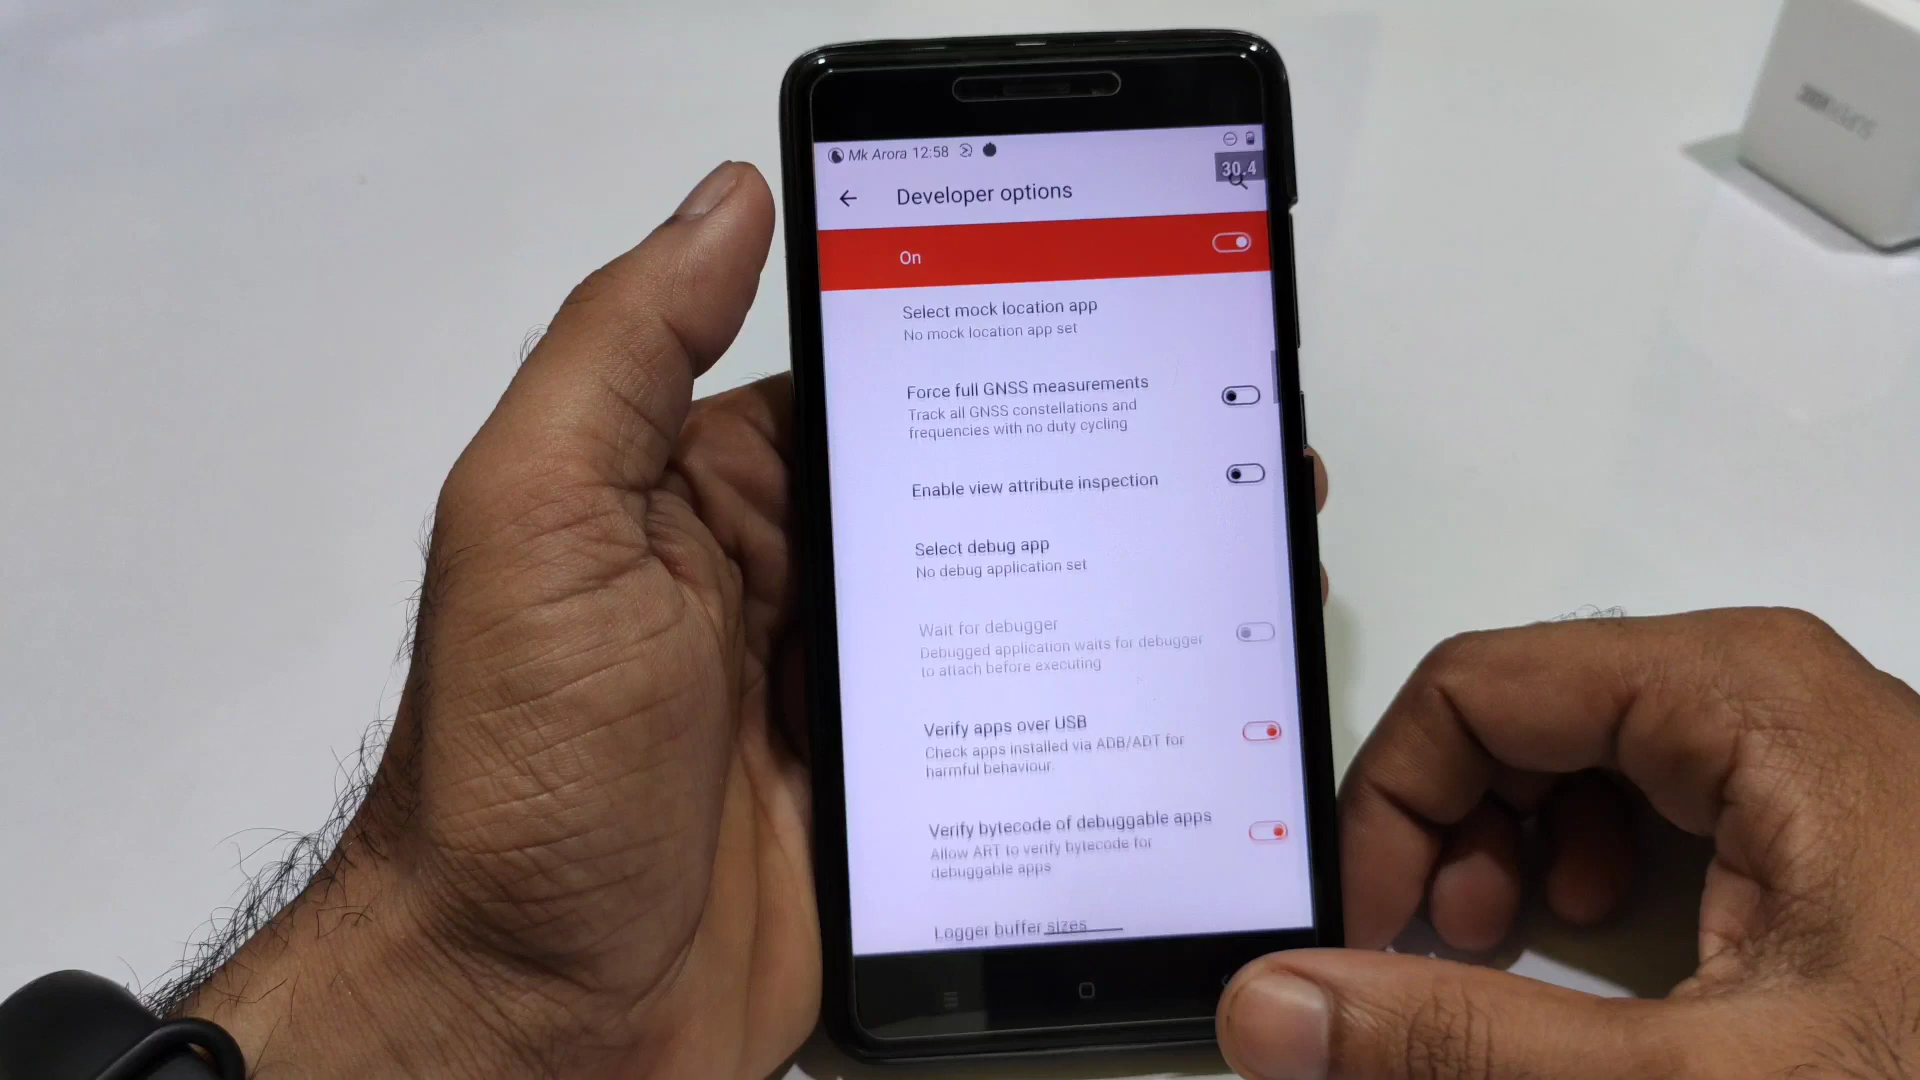 Mk Arora 12:58
30.4
Developer options
On
Select mock location app
No mock location app set
Force full GNSS measurements
Track all GNSS constellations and
frequencies with no duty cycling
Enable view attribute inspection
Select debug app
No debug application set
Wait for debugger
Debugged application waits for debugger
to attach before executing
Verify apps over USB
Check apps installed via ADB/ADT for
harmful behaviour.
Verify bytecode of debuggable apps
Allow ART to verify bytecode for
debuggable apps
Logger buffer sizes